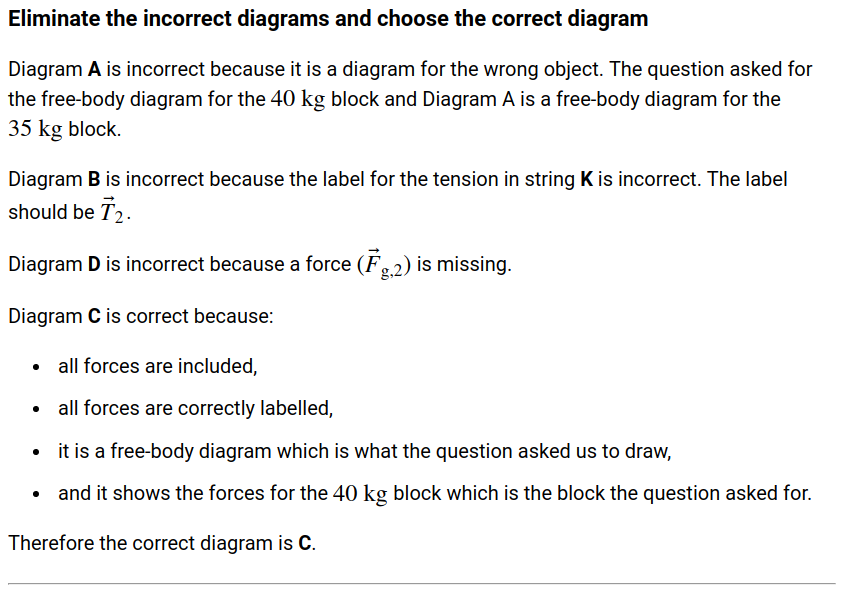 Eliminate the incorrect diagrams and choose the correct diagram
Diagram A is incorrect because it is a diagram for the wrong object. The question asked for
the free-body diagram for the 40 kg block and Diagram A is a free-body diagram for the
35 kg block.
Diagram B is incorrect because the label for the tension in string K is incorrect. The label
should be $\vec{T}_2$.
Diagram D is incorrect because a force ($\vec{F}_{g,2}$) is missing.
Diagram C is correct because:
• all forces are included,
• all forces are correctly labelled,
• it is a free-body diagram which is what the question asked us to draw,
• and it shows the forces for the 40 kg block which is the block the question asked for.
Therefore the correct diagram is C.